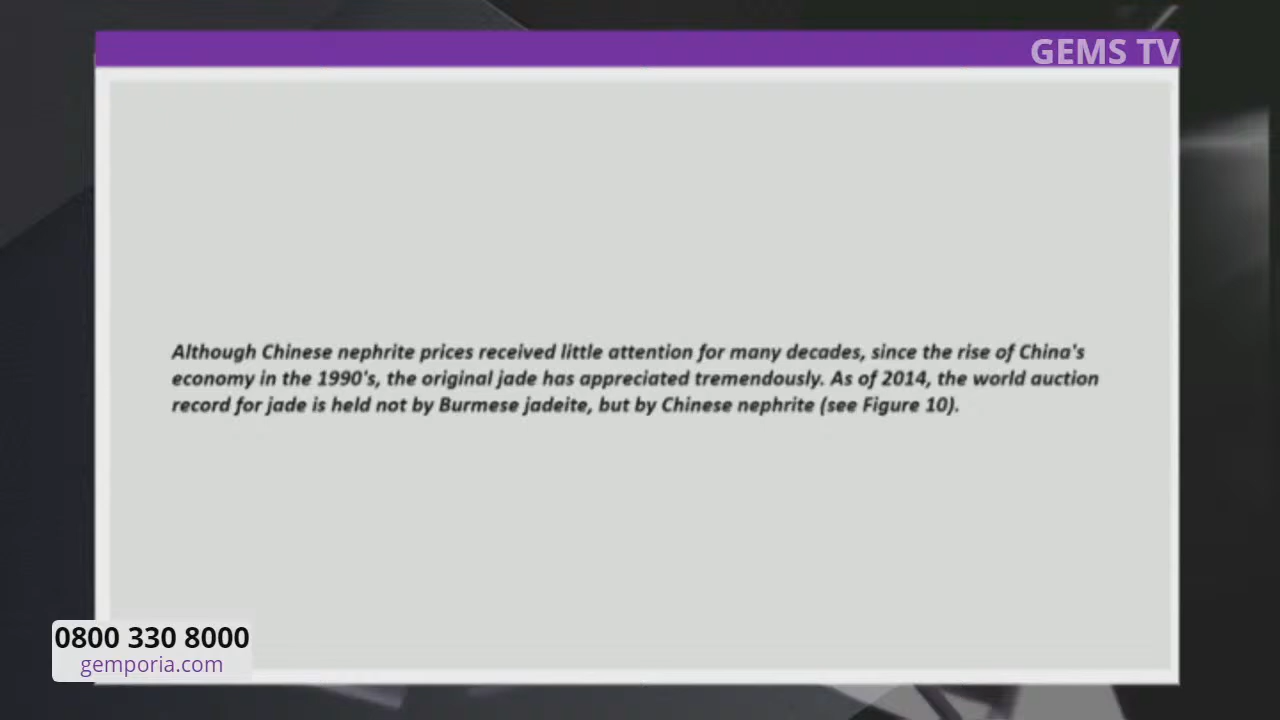 GEMS TV
Although Chinese nephrite prices received little attention for many decades, since the rise of China's
economy in the 1990's, the original jade has appreciated tremendously. As of 2014, the world auction
record for jade is held not by Burmese jadeite, but by Chinese nephrite (see Figure 10).
0800 330 8000
gemporia.com